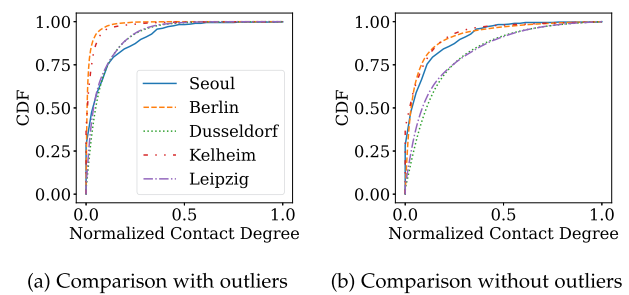 1.00
0.75
0.50
0.25
0.00
CDF
Seoul
Berlin
Dusseldorf
Kelheim
Leipzig
0.0 0.5 1.0
Normalized Contact Degree
(a) Comparison with outliers
1.00
0.75
0.50
0.25
0.00
CDF
0.0 0.5 1.0
Normalized Contact Degree
(b) Comparison without outliers